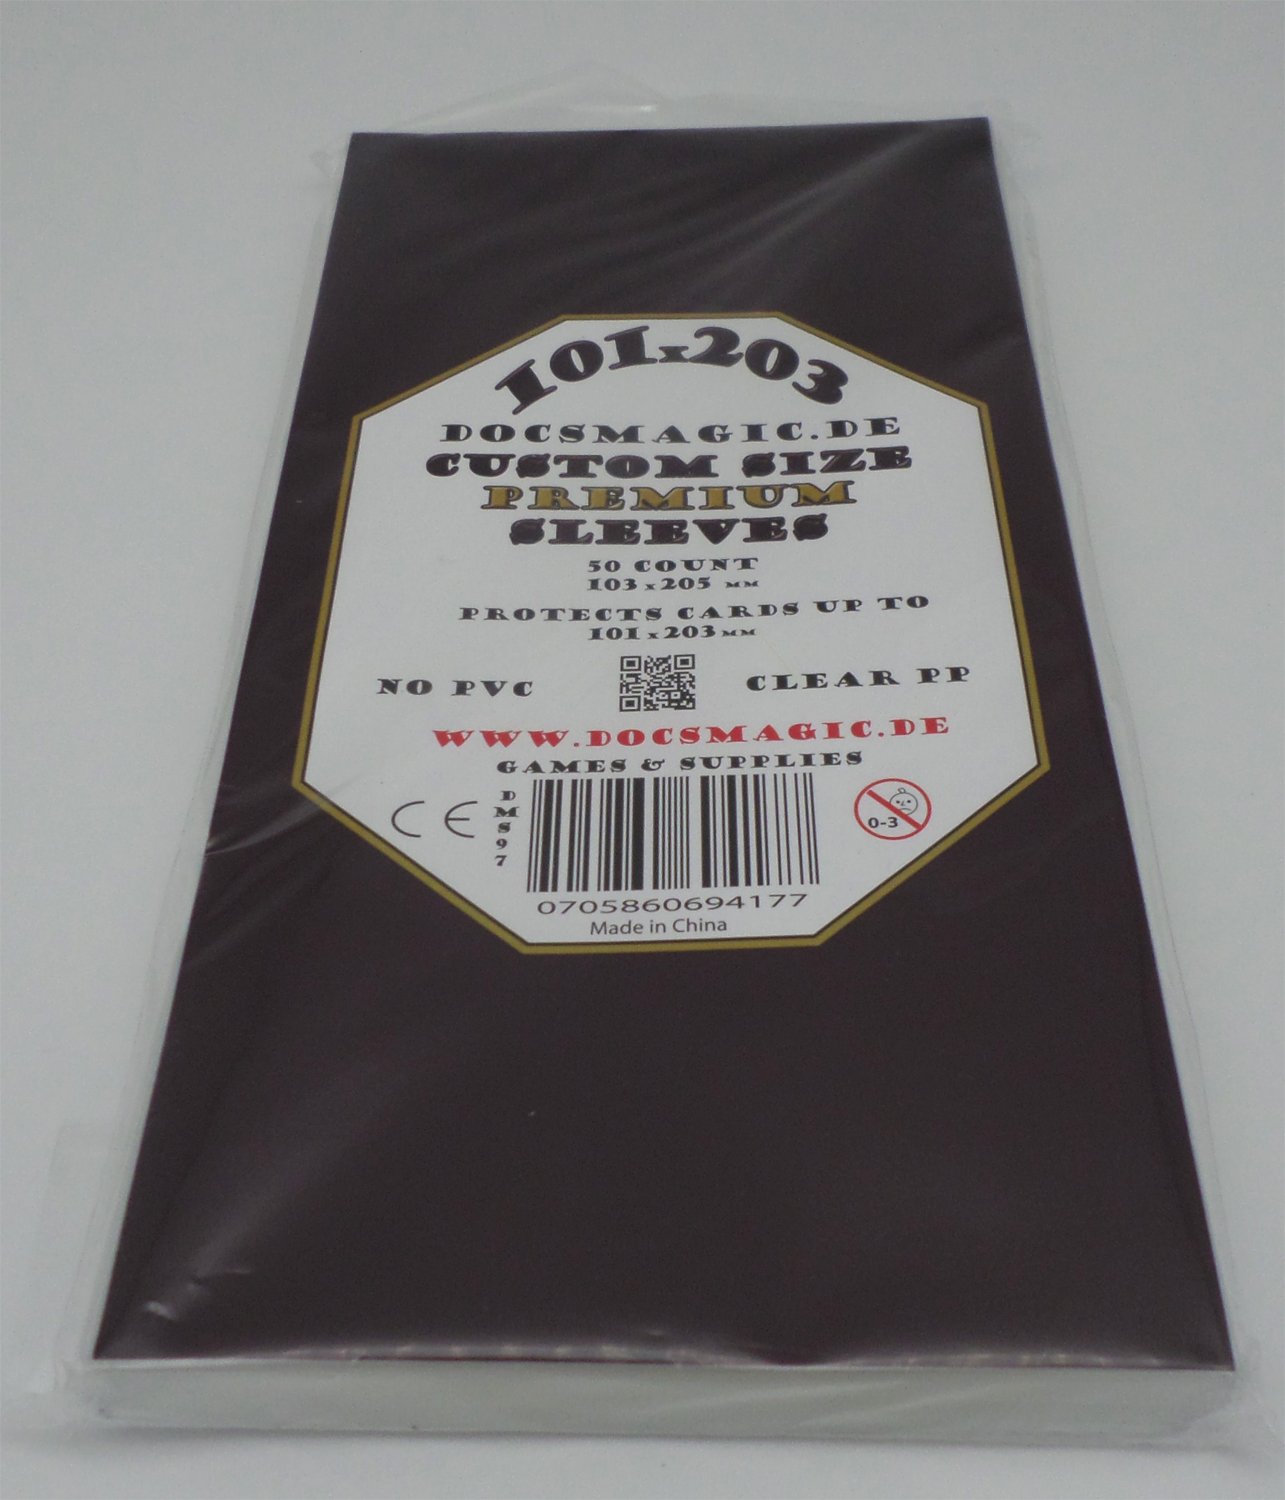 101x203
DOCSMAGIC.DE
CUSTOM SIZE
PREMIUM
SLEEVES
50 COUNT
103 x 205 MM
PROTECTS CARDS UP TO
101 x 203 MM
NO PVC
CLEAR PP
WWW.DOCSMAGIC.DE
GAMES & SUPPLIES
CE
DMS97
0-3
0705860694177
Made in China